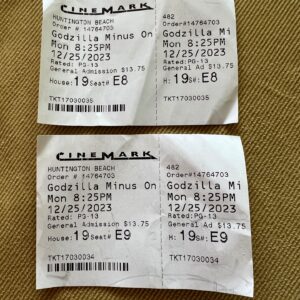 CINEMARK
HUNTINGTON BEACH
Order # 14764703
Godzilla Minus On
Mon 8:25PM
12/25/2023
Rated: PG-13
General Admission $13.75
House: 19 Seat# E8
TKT17030035
482
Order#14764703
Godzilla Mi
Mon 8:25PM
12/25/2023
Rated:PG-13
General Ad $13.75
H: 19 S#: E8
TKT17030035
CINEMARK
HUNTINGTON BEACH
Order # 14764703
Godzilla Minus On
Mon 8:25PM
12/25/2023
Rated: PG-13
General Admission $13.75
House: 19 Seat# E9
TKT17030034
482
Order#14764703
Godzilla Mi
Mon 8:25PM
12/25/2023
Rated:PG-13
General Ad $13.75
H: 19 S#: E9
TKT17030034